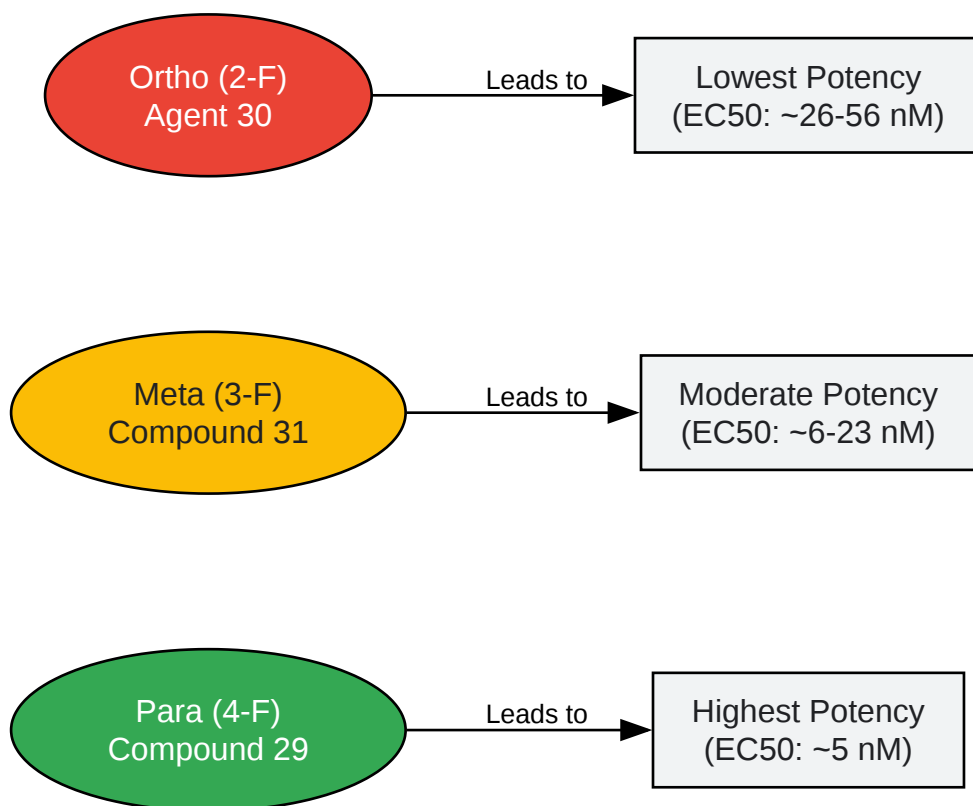 Ortho (2-F)
Agent 30
Leads to
Lowest Potency
(EC50: ~26-56 nM)
Meta (3-F)
Compound 31
Leads to
Moderate Potency
(EC50: ~6-23 nM)
Para (4-F)
Compound 29
Leads to
Highest Potency
(EC50: ~5 nM)